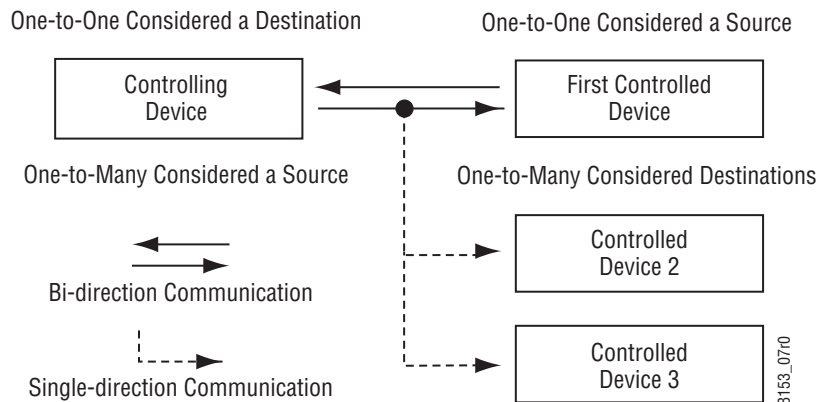 One-to-One Considered a Destination
One-to-One Considered a Source
Controlling
Device
First Controlled
Device
One-to-Many Considered a Source
One-to-Many Considered Destinations
Controlled
Device 2
Bi-direction Communication
Controlled
Device 3
Single-direction Communication
8153_07r0